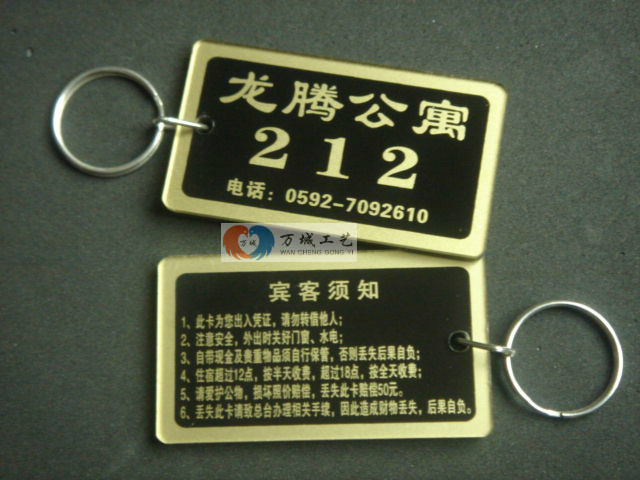 龙腾公寓
212
电话：0592-7092610
万城
万城工艺
WAN CHENG GONG YI
宾客须知
1、此卡为您出入凭证，请勿转借他人；
2、注意安全，外出时关好门窗、水电；
3、自带现金及贵重物品须自行保管，否则丢失后果自负；
4、住宿超过12点，按半天收费，超过18点，按全天收费；
5、请爱护公物，损坏照价赔偿，丢失此卡赔偿50元。
6、丢失此卡请致总台办理相关手续，因此造成财物丢失，后果自负。